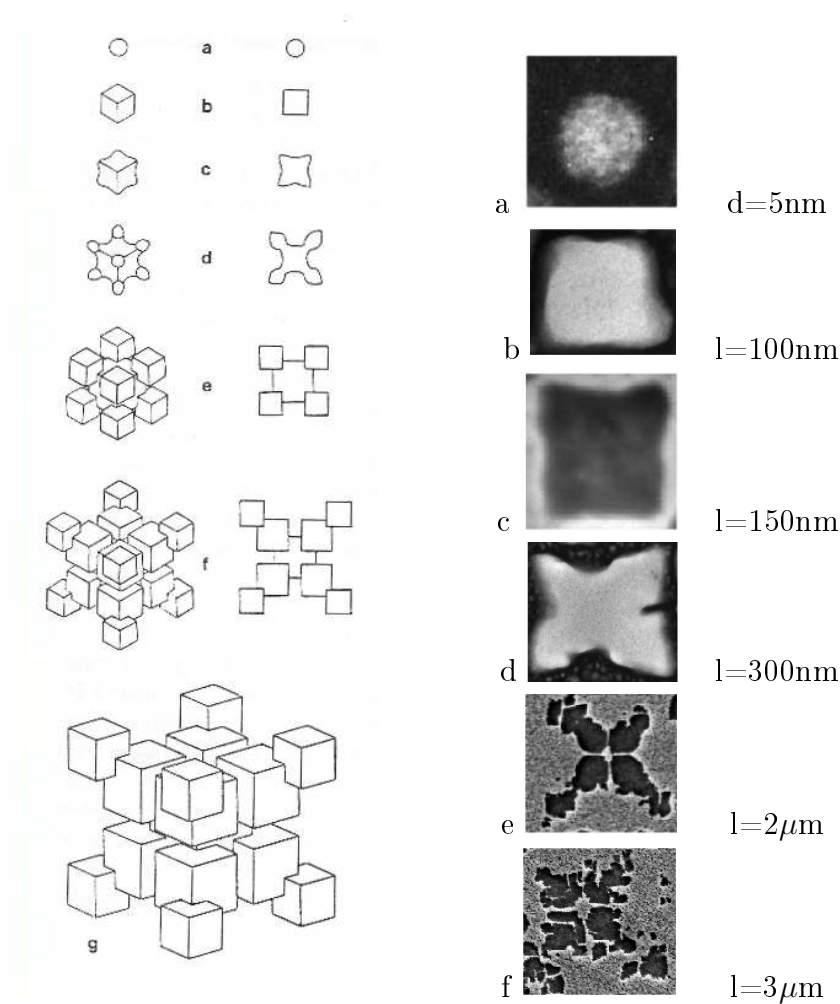 a
b
c
d
e
f
g
a d=5nm
b l=100nm
c l=150nm
d l=300nm
e l=2μm
f l=3μm